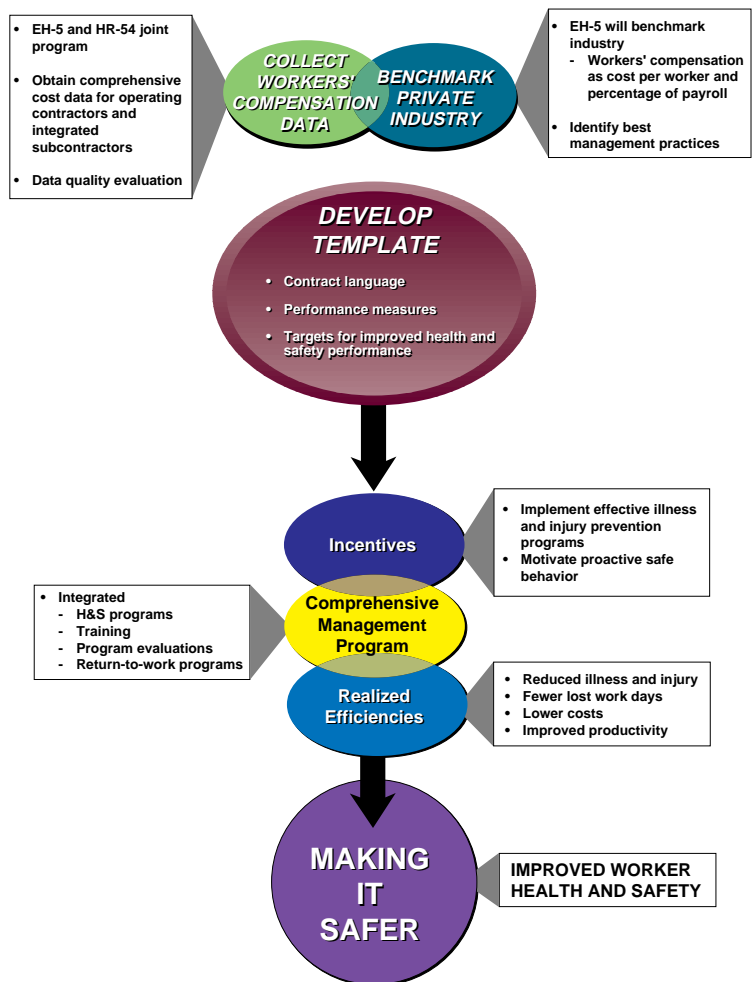 • EH-5 and HR-54 joint
program
• Obtain comprehensive
cost data for operating
contractors and
integrated
subcontractors
• Data quality evaluation
COLLECT
WORKERS'
COMPENSATION
DATA
BENCHMARK
PRIVATE
INDUSTRY
• EH-5 will benchmark
industry
- Workers' compensation
as cost per worker and
percentage of payroll
• Identify best
management practices
DEVELOP
TEMPLATE
• Contract language
• Performance measures
• Targets for improved health and
safety performance
Incentives
• Implement effective illness
and injury prevention
programs
• Motivate proactive safe
behavior
• Integrated
- H&S programs
- Training
- Program evaluations
- Return-to-work programs
Comprehensive
Management
Program
Realized
Efficiencies
• Reduced illness and injury
• Fewer lost work days
• Lower costs
• Improved productivity
MAKING
IT
SAFER
IMPROVED WORKER
HEALTH AND SAFETY